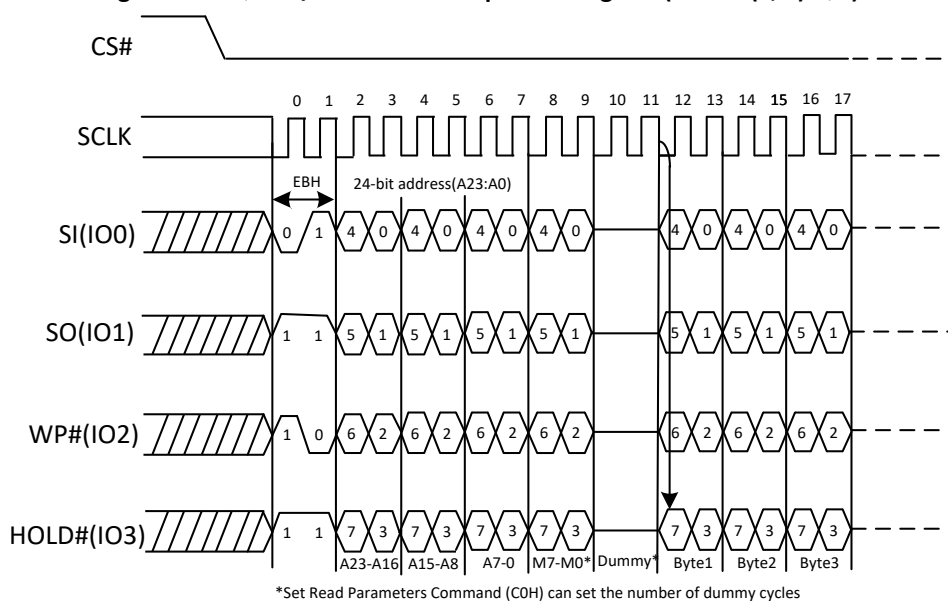 CS#
0 1 2 3 4 5 6 7 8 9 10 11 12 13 14 15 16 17
SCLK
EBH 24-bit address(A23:A0)
SI(IO0) 0 1 4 0 4 0 4 0 4 0 4 0 4 0 4 0
SO(IO1) 1 1 5 1 5 1 5 1 5 1 5 1 5 1 5 1
WP#(IO2) 1 0 6 2 6 2 6 2 6 2 6 2 6 2 6 2
HOLD#(IO3) 1 1 7 3 7 3 7 3 7 3 7 3 7 3 7 3
A23-A16 A15-A8 A7-0 M7-M0* Dummy* Byte1 Byte2 Byte3
*Set Read Parameters Command (C0H) can set the number of dummy cycles